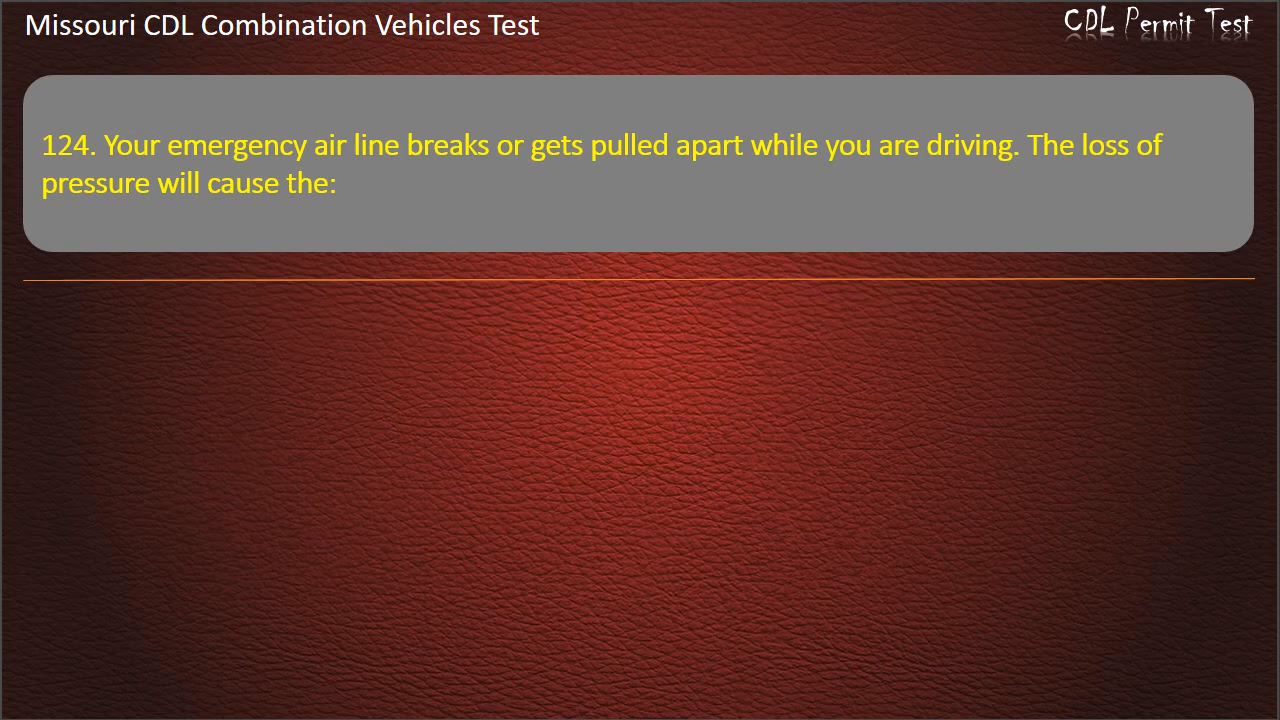 Missouri CDL Combination Vehicles Test
CDL Permit Test
124. Your emergency air line breaks or gets pulled apart while you are driving. The loss of
pressure will cause the: